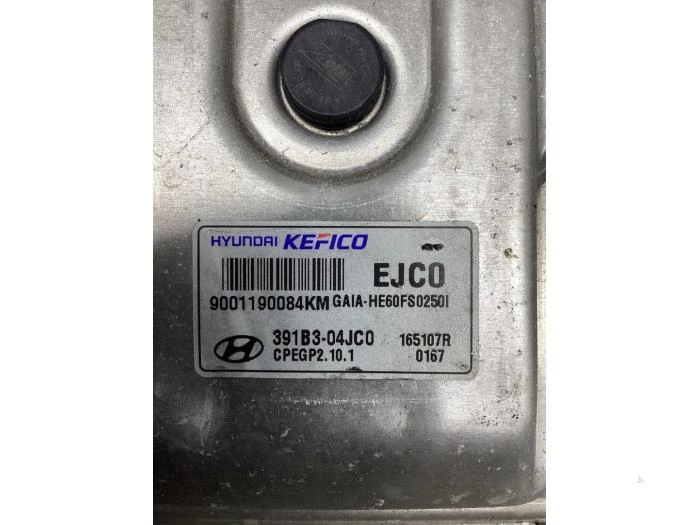 HYUNDAI KEFICO
EJC0
9001190084KM GAIA-HE60FS0250I
391B3-04JC0 165107R
CPEGP2.10.1 0167